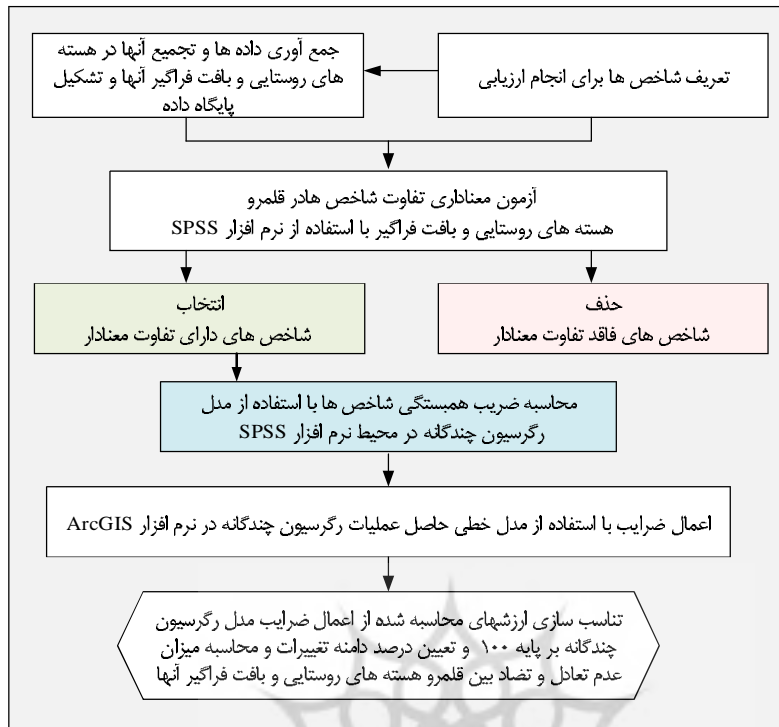 تعریف شاخص ها برای انجام ارزیابی
جمع آوری داده ها و تجمیع آنها در هسته
های روستایی و بافت فراگیر آنها و تشکیل
پایگاه داده
آزمون معناداری تفاوت شاخص هادر قلمرو
هسته های روستایی و بافت فراگیر با استفاده از نرم افزار SPSS
حذف
شاخص های فاقد تفاوت معنادار
انتخاب
شاخص های دارای تفاوت معنادار
محاسبه ضریب همبستگی شاخص ها با استفاده از مدل
رگرسیون چندگانه در محیط نرم افزار SPSS
اعمال ضرایب با استفاده از مدل خطی حاصل عملیات رگرسیون چندگانه در نرم افزار ArcGIS
تناسب سازی ارزشهای محاسبه شده از اعمال ضرایب مدل رگرسیون
چندگانه بر پایه ۱۰۰ و تعیین درصد دامنه تغییرات و محاسبه میزان
عدم تعادل و تضاد بین قلمرو هسته های روستایی و بافت فراگیر آنها